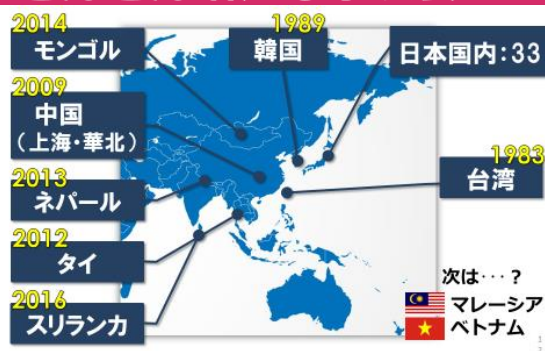 2014
モンゴル
1989
韓国
日本国内：33
2009
中国
（上海・華北）
1983
台湾
2013
ネパール
2012
タイ
2016
スリランカ
次は・・・？
マレーシア
ベトナム